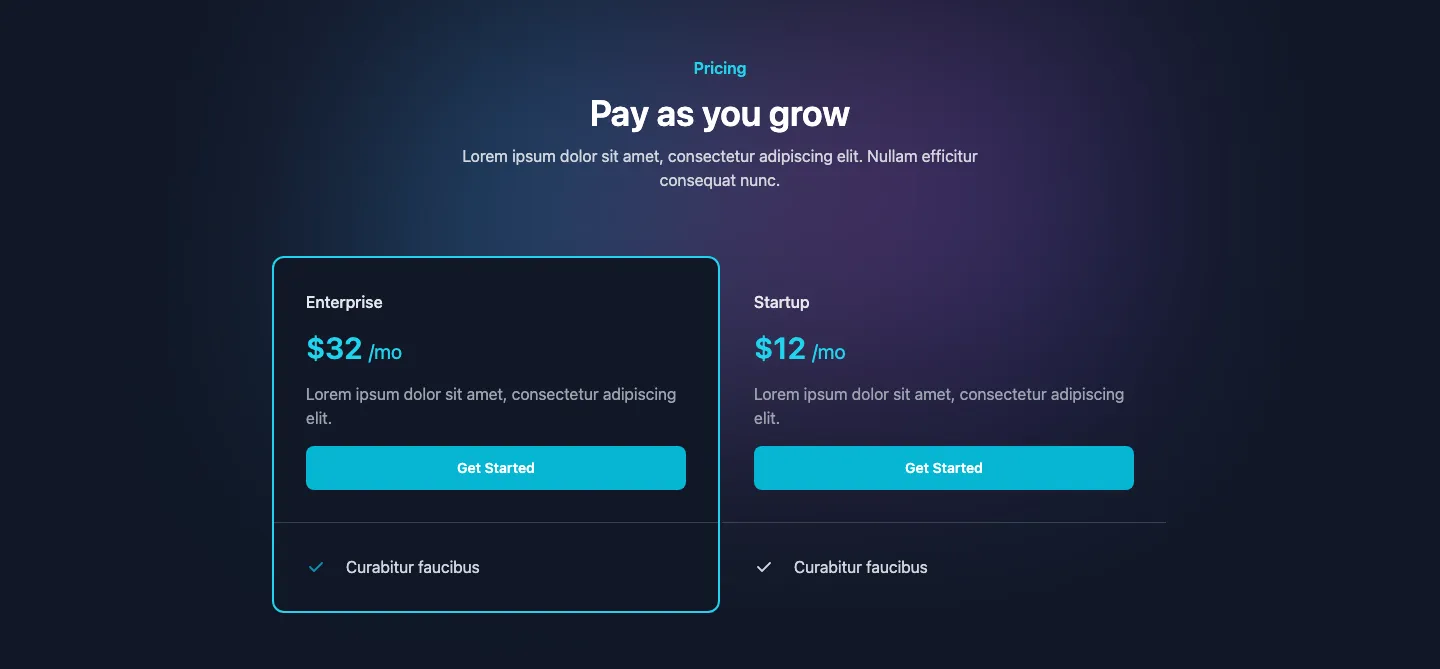 Pricing
Pay as you grow
Lorem ipsum dolor sit amet, consectetur adipiscing elit. Nullam efficitur
consequat nunc.
Enterprise
$32 /mo
Lorem ipsum dolor sit amet, consectetur adipiscing
elit.
Get Started
Curabitur faucibus
Startup
$12 /mo
Lorem ipsum dolor sit amet, consectetur adipiscing
elit.
Get Started
Curabitur faucibus